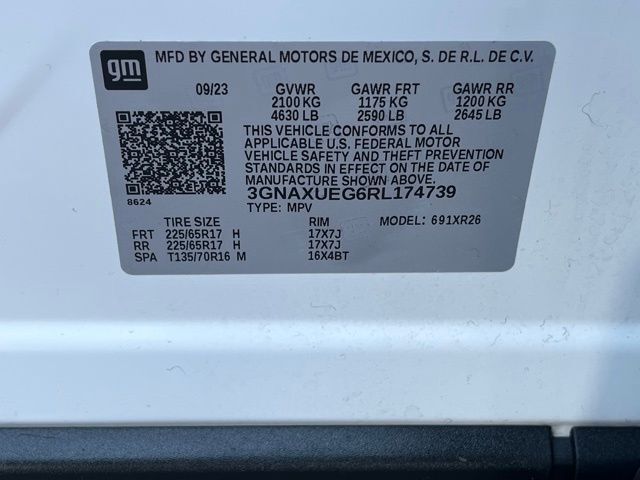 gm MFD BY GENERAL MOTORS DE MEXICO, S. DE R.L. DE C.V.
09/23 GVWR GAWR FRT GAWR RR
2100 KG 1175 KG 1200 KG
4630 LB 2590 LB 2645 LB
THIS VEHICLE CONFORMS TO ALL
APPLICABLE U.S. FEDERAL MOTOR
VEHICLE SAFETY AND THEFT PREVENTION
STANDARDS IN EFFECT ON THE DATE OF
MANUFACTURE SHOWN ABOVE.
3GNAXUEG6RL174739
8624
TYPE: MPV
TIRE SIZE RIM MODEL: 691XR26
FRT 225/65R17 H 17X7J
RR 225/65R17 H 17X7J
SPA T135/70R16 M 16X4BT